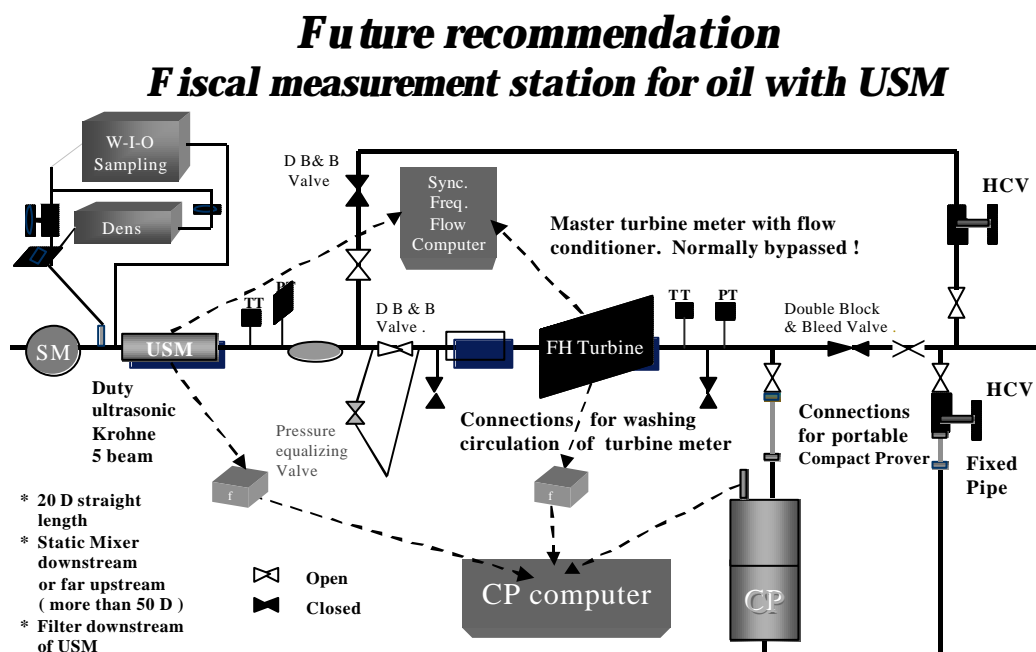 Future recommendation
Fiscal measurement station for oil with USM
W-I-O
Sampling
Dens
D B& B
Valve
Sync.
Freq.
Flow
Computer
Master turbine meter with flow
conditioner. Normally bypassed !
HCV
TT
PT
D B& B
Valve .
TT
PT
Double Block
& Bleed Valve .
SM
USM
FH Turbine
HCV
Duty
ultrasonic
Krohne
5 beam
Pressure
equalizing
Valve
Connections for washing
circulation of turbine meter
Connections
for portable
Compact Prover
Fixed
Pipe
f
f
* 20 D straight
length
* Static Mixer
downstream
or far upstream
( more than 50 D )
* Filter downstream
of USM
Open
Closed
CP computer
CP